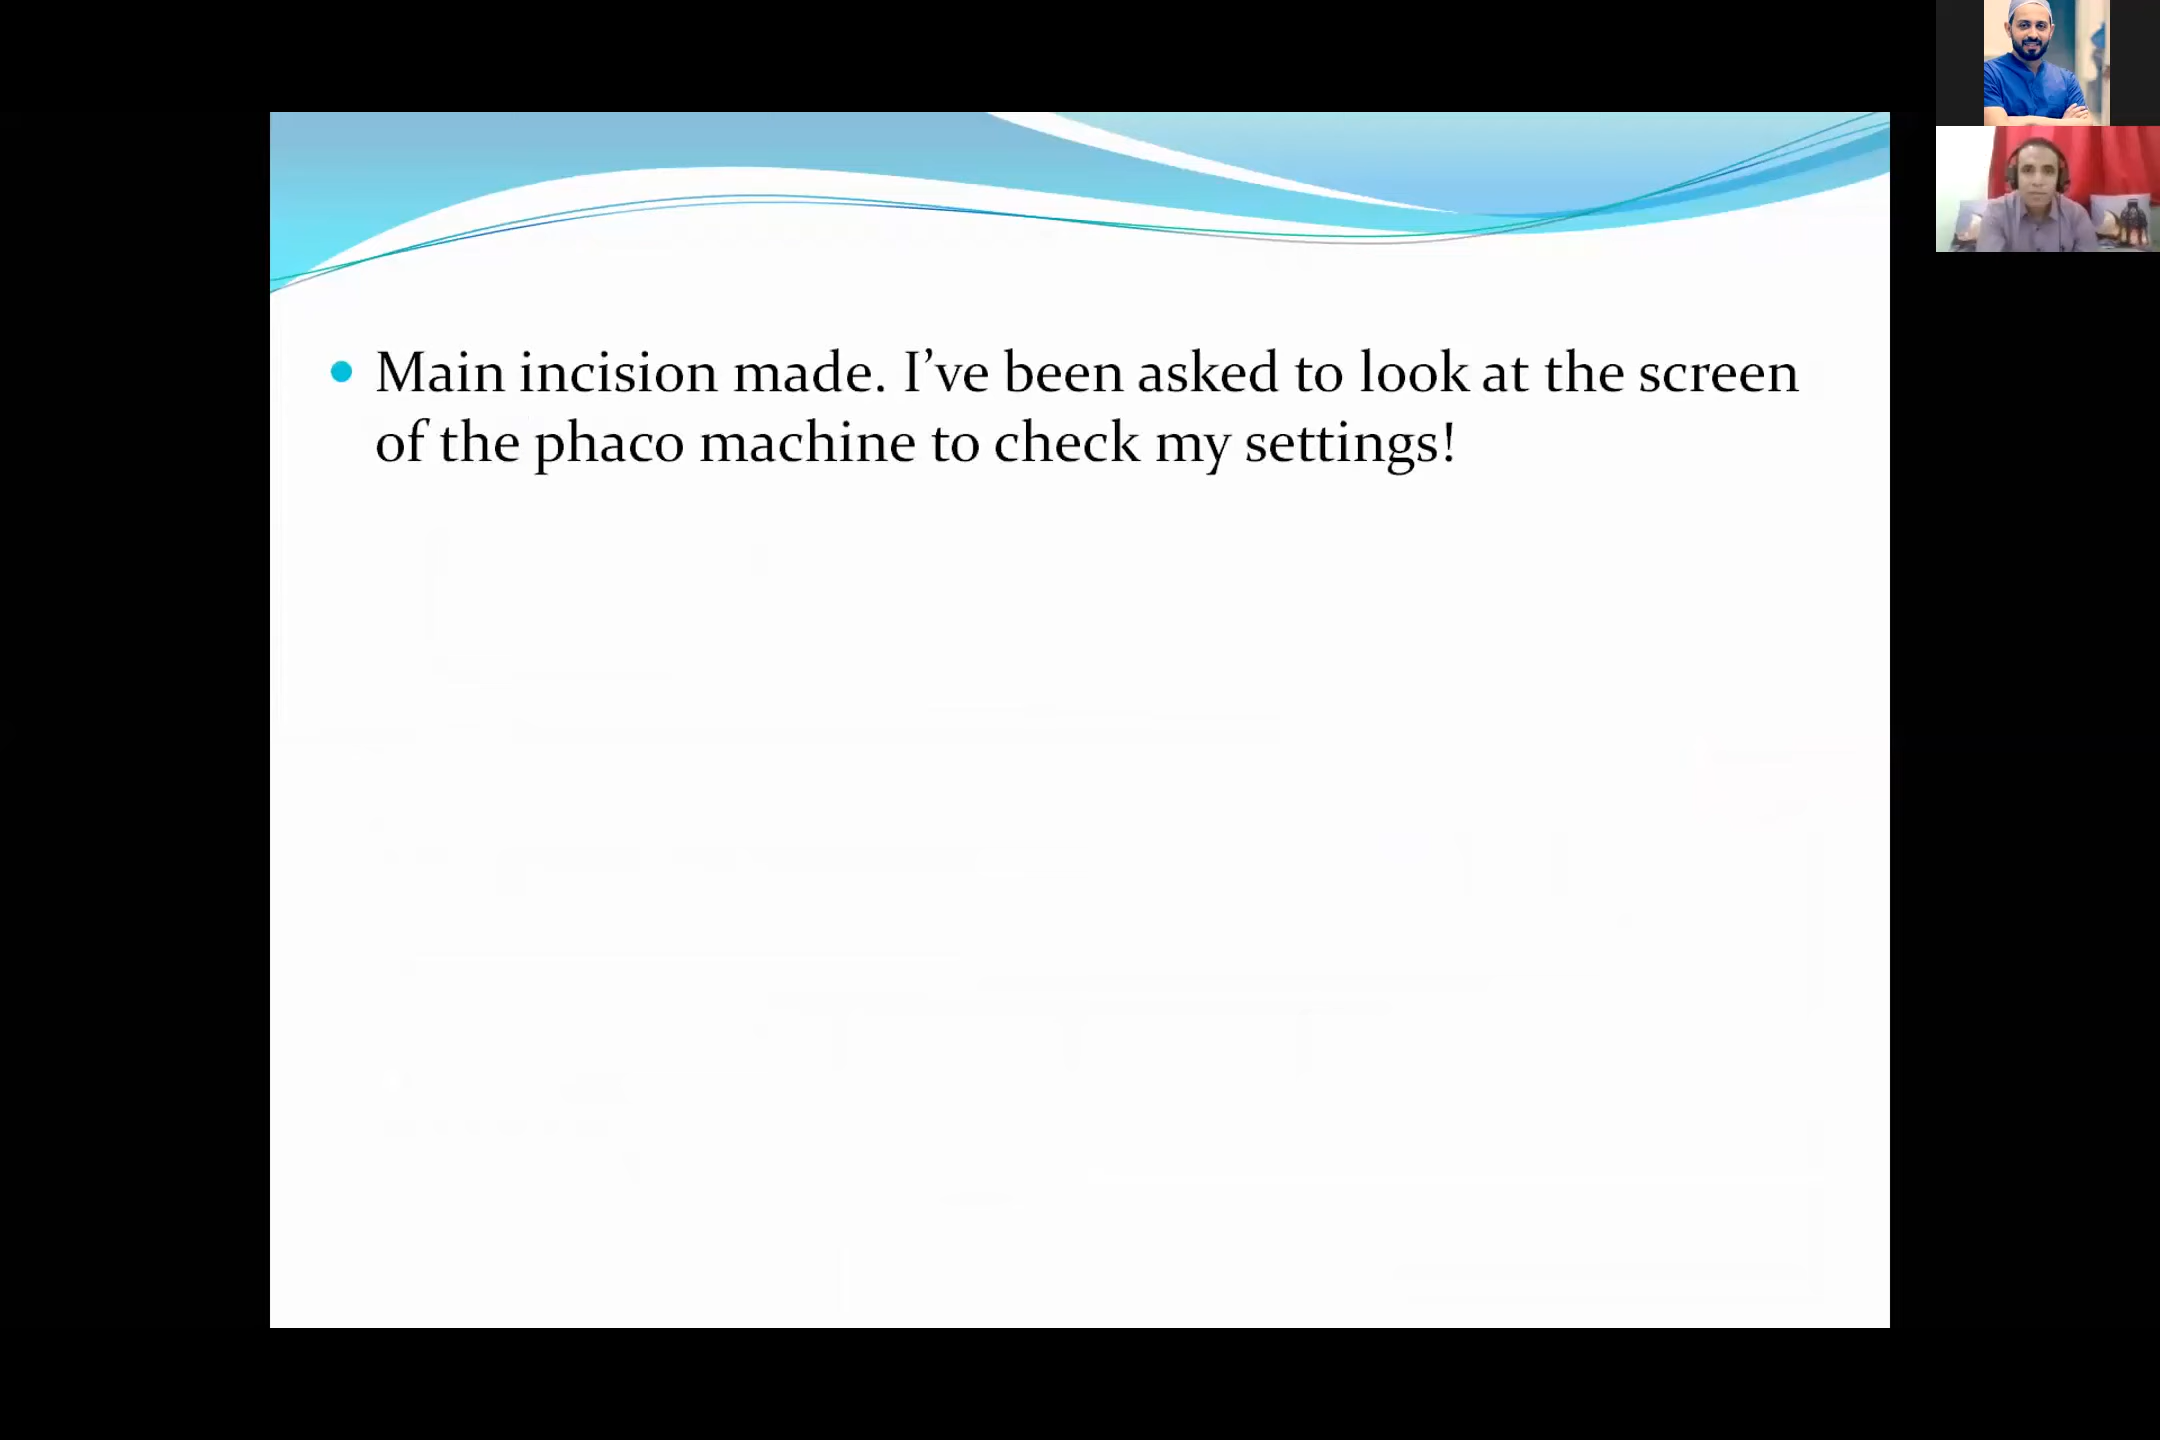 Main incision made. I've been asked to look at the screen
of the phaco machine to check my settings!